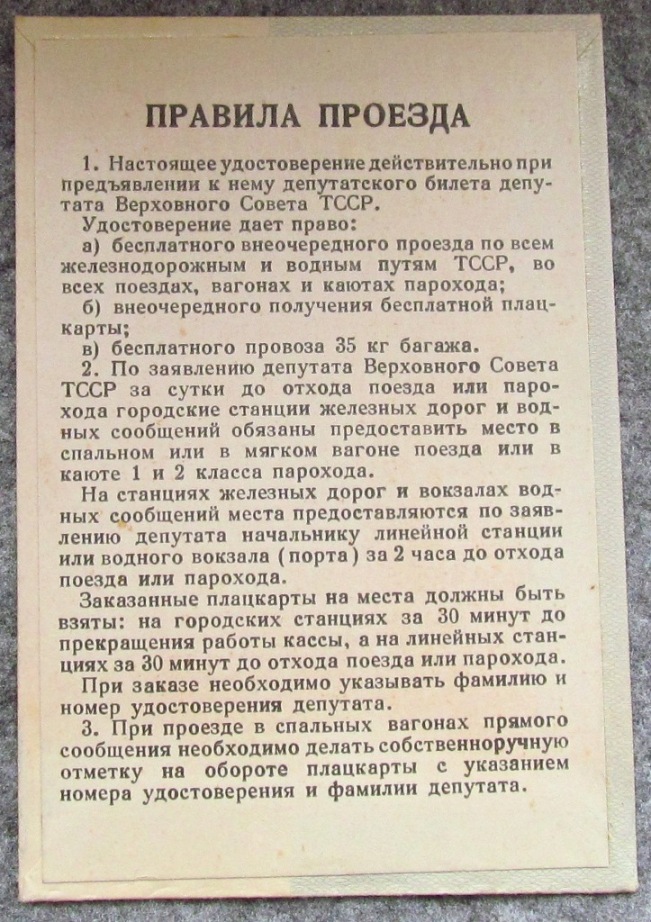 ПРАВИЛА ПРОЕЗДА
1. Настоящее удостоверение действительно при
предъявлении к нему депутатского билета депу-
тата Верховного Совета ТССР.
Удостоверение дает право:
а) бесплатного внеочередного проезда по всем
железнодорожным и водным путям ТССР, во
всех поездах, вагонах и каютах парохода;
б) внеочередного получения бесплатной плац-
карты;
в) бесплатного провоза 35 кг багажа.
2. По заявлению депутата Верховного Совета
ТССР за сутки до отхода поезда или паро-
хода городские станции железных дорог и вод-
ных сообщений обязаны предоставить место в
спальном или в мягком вагоне поезда или в
каюте 1 и 2 класса парохода.
На станциях железных дорог и вокзалах вод-
ных сообщений места предоставляются по заяв-
лению депутата начальнику линейной станции
или водного вокзала (порта) за 2 часа до отхода
поезда или парохода.
Заказанные плацкарты на места должны быть
взяты: на городских станциях за 30 минут до
прекращения работы кассы, а на линейных стан-
циях за 30 минут до отхода поезда или парохода.
При заказе необходимо указывать фамилию и
номер удостоверения депутата.
3. При проезде в спальных вагонах прямого
сообщения необходимо делать собственноручную
отметку на обороте плацкарты с указанием
номера удостоверения и фамилии депутата.